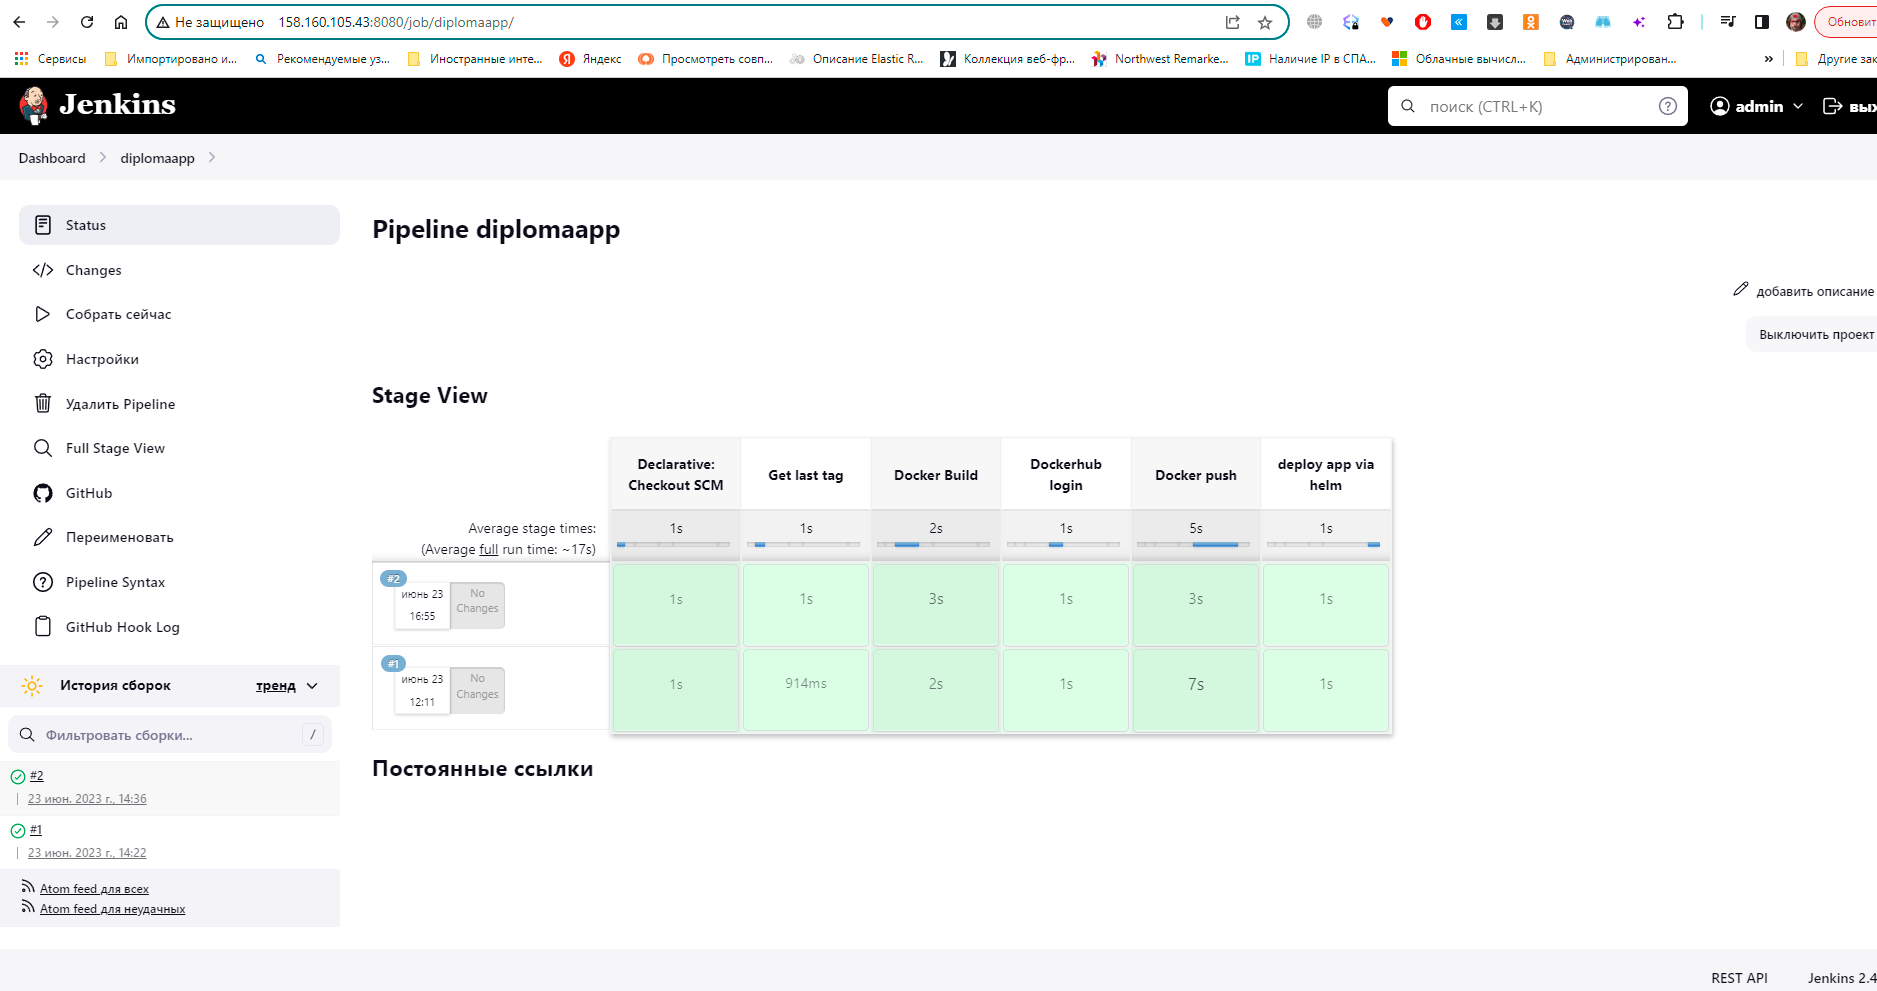 Не защищено 158.160.105.43:8080/job/diplomaapp/
Обновит
Сервисы Импортировано и... Рекомендуемые уз... Иностранные инте... Яндекс Просмотреть совп... Описание Elastic R... Коллекция веб-фр... Northwest Remarke... IP Наличие IP в СПА... Облачные вычисл... Администрирован... » Другие зак
Jenkins
поиск (CTRL+K)
admin
вых
Dashboard
diplomaapp
Status
Changes
Собрать сейчас
Настройки
Удалить Pipeline
Full Stage View
GitHub
Переименовать
Pipeline Syntax
GitHub Hook Log
История сборок тренд
Фильтровать сборки... /
#2
23 июн. 2023 г., 14:36
#1
23 июн. 2023 г., 14:22
Atom feed для всех
Atom feed для неудачных
Pipeline diplomaapp
добавить описание
Выключить проект
Stage View
Declarative: Checkout SCM
Get last tag
Docker Build
Dockerhub login
Docker push
deploy app via helm
Average stage times:
(Average full run time: ~17s)
1s 1s 2s 1s 5s 1s
#2
июнь 23
16:55
No Changes
1s 1s 3s 1s 3s 1s
#1
июнь 23
12:11
No Changes
1s 914ms 2s 1s 7s 1s
Постоянные ссылки
REST API
Jenkins 2.4